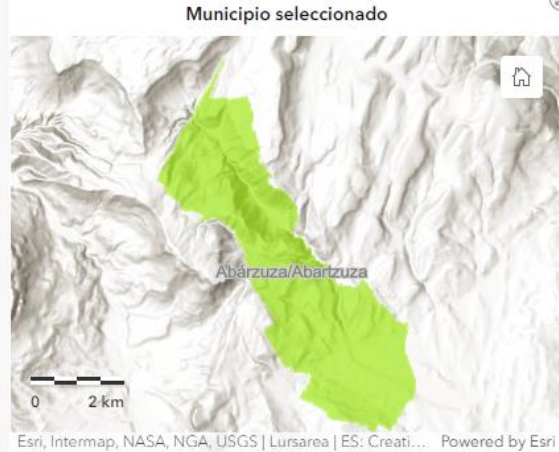 Municipio seleccionado
Abárzuza/Abartzuza
0 2 km
Esri, Intermap, NASA, NGA, USGS | Lursarea | ES: Creati... Powered by Esri